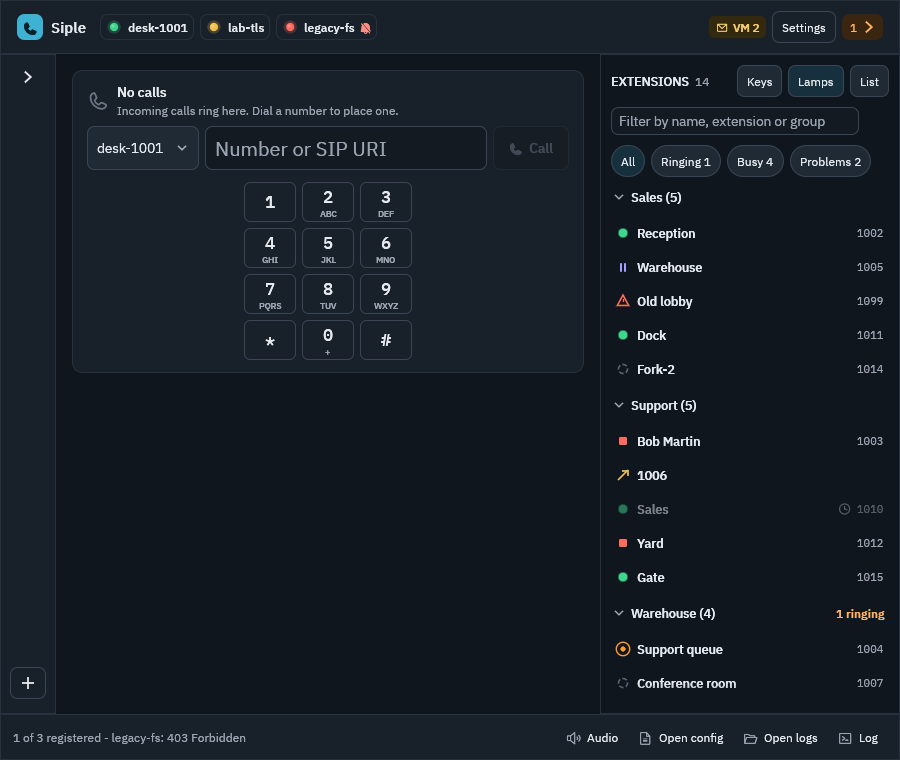 Siple
desk-1001
lab-tls
legacy-fs
VM 2
Settings
1
No calls
Incoming calls ring here. Dial a number to place one.
desk-1001
Number or SIP URI
Call
1
2
ABC
3
DEF
4
GHI
5
JKL
6
MNO
7
PQRS
8
TUV
9
WXYZ
*
0
+
#
EXTENSIONS 14
Keys
Lamps
List
Filter by name, extension or group
All
Ringing 1
Busy 4
Problems 2
Sales (5)
Reception 1002
Warehouse 1005
Old lobby 1099
Dock 1011
Fork-2 1014
Support (5)
Bob Martin 1003
1006
Sales 1010
Yard 1012
Gate 1015
Warehouse (4) 1 ringing
Support queue 1004
Conference room 1007
1 of 3 registered - legacy-fs: 403 Forbidden
Audio
Open config
Open logs
Log